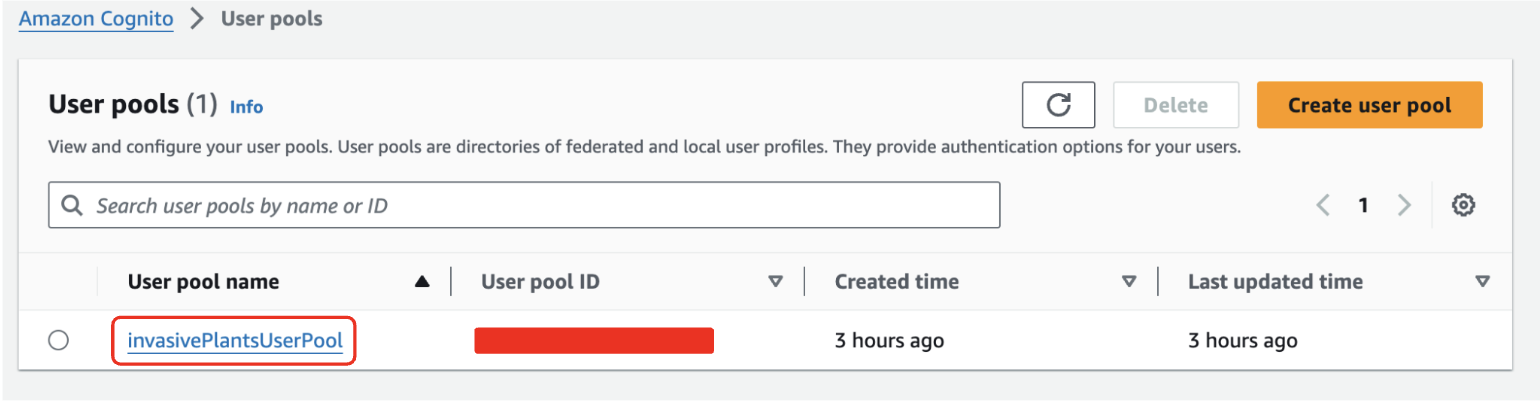 Amazon Cognito > User pools
User pools (1) Info
Delete
Create user pool
View and configure your user pools. User pools are directories of federated and local user profiles. They provide authentication options for your users.
Search user pools by name or ID
1
User pool name User pool ID Created time Last updated time
invasivePlantsUserPool 3 hours ago 3 hours ago